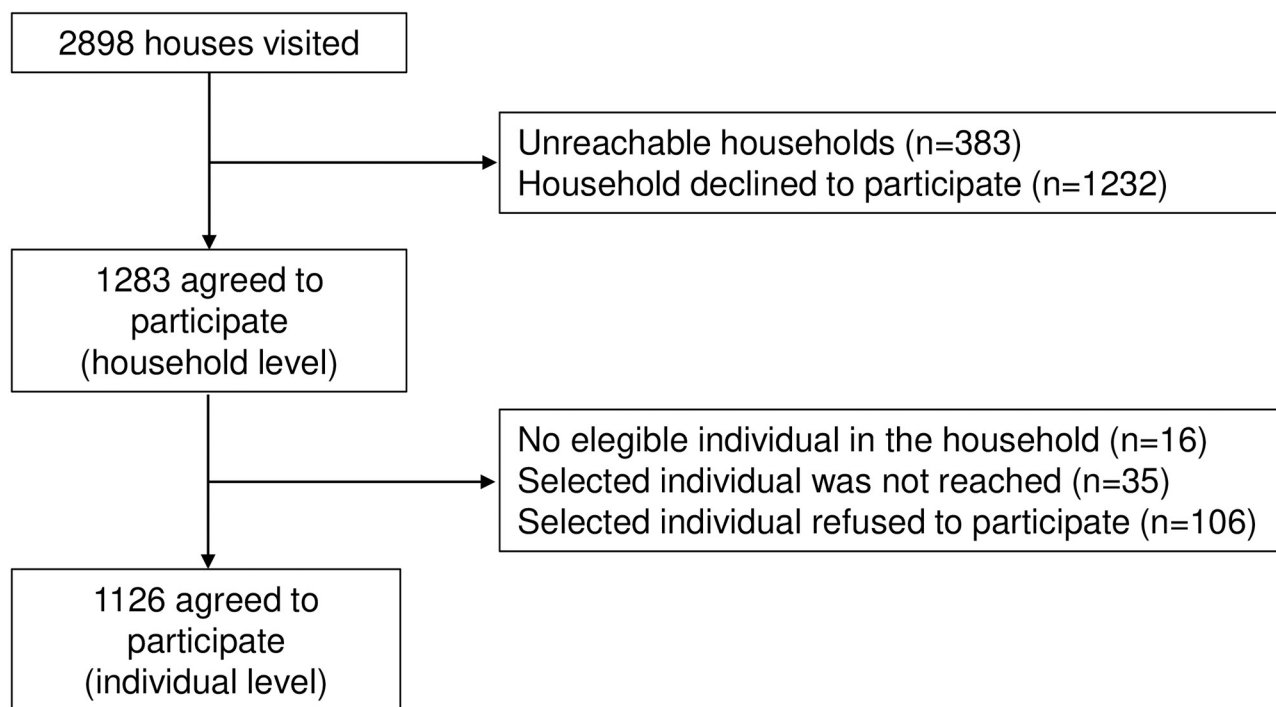 2898 houses visited
Unreachable households (n=383)
Household declined to participate (n=1232)
1283 agreed to
participate
(household level)
No elegible individual in the household (n=16)
Selected individual was not reached (n=35)
Selected individual refused to participate (n=106)
1126 agreed to
participate
(individual level)